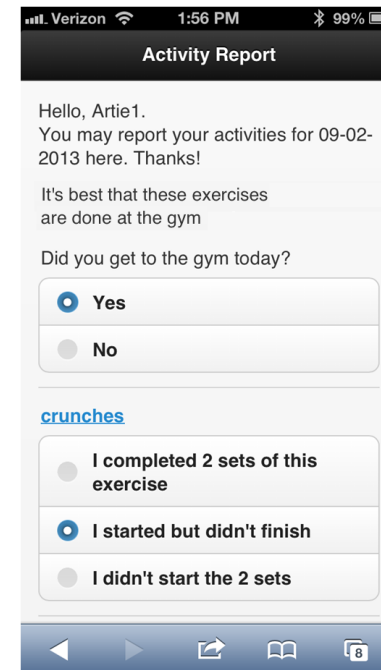 Verizon 1:56 PM 99%
Activity Report
Hello, Artie1.
You may report your activities for 09-02-
2013 here. Thanks!
It's best that these exercises
are done at the gym
Did you get to the gym today?
Yes
No
crunches
I completed 2 sets of this
exercise
I started but didn't finish
I didn't start the 2 sets
8